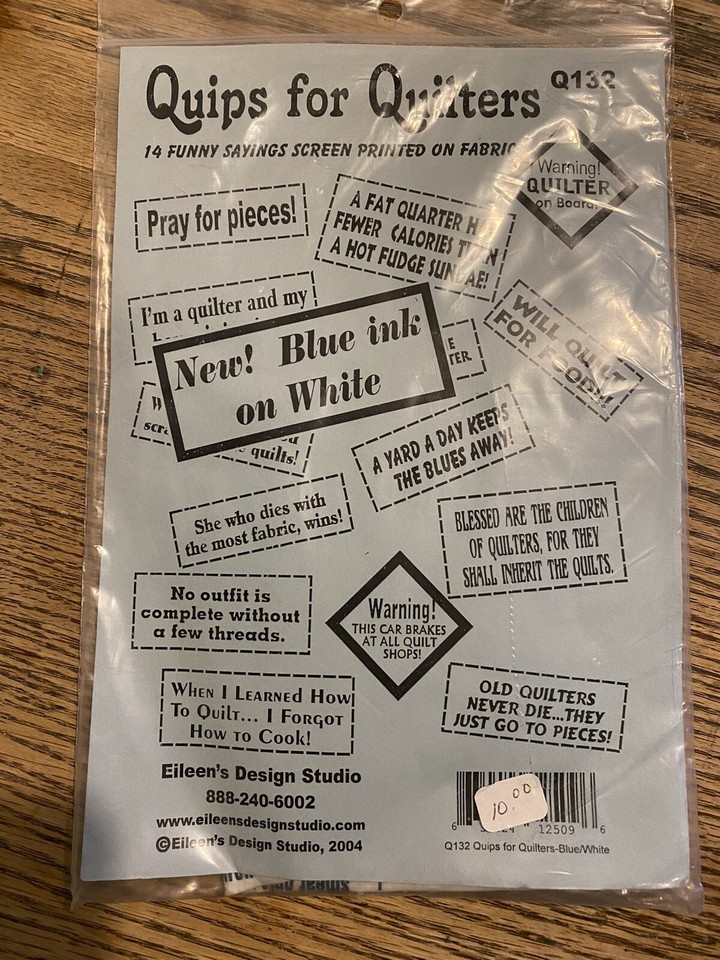 Quips for Quilters
Q132
14 FUNNY SAYINGS SCREEN PRINTED ON FABRIC
Warning!
QUILTER
on Board
Pray for pieces!
A FAT QUARTER
FEWER CALORIES
A HOT FUDGE SUNDAE!
I'm a quilter and my
WILL QUILT
FOR FOOD!!
New! Blue ink
on White
quilts!
A YARD A DAY KEEPS
THE BLUES AWAY!
She who dies with
the most fabric, wins!
BLESSED ARE THE CHILDREN
OF QUILTERS, FOR THEY
SHALL INHERIT THE QUILTS.
No outfit is
complete without
a few threads.
Warning!
THIS CAR BRAKES
AT ALL QUILT
SHOPS!
When I Learned How
To Quilt... I Forgot
How to Cook!
OLD QUILTERS
NEVER DIE...THEY
JUST GO TO PIECES!
Eileen's Design Studio
888-240-6002
www.eileensdesignstudio.com
©Eileen's Design Studio, 2004
10.00
6 12509 6
Q132 Quips for Quilters-Blue/White